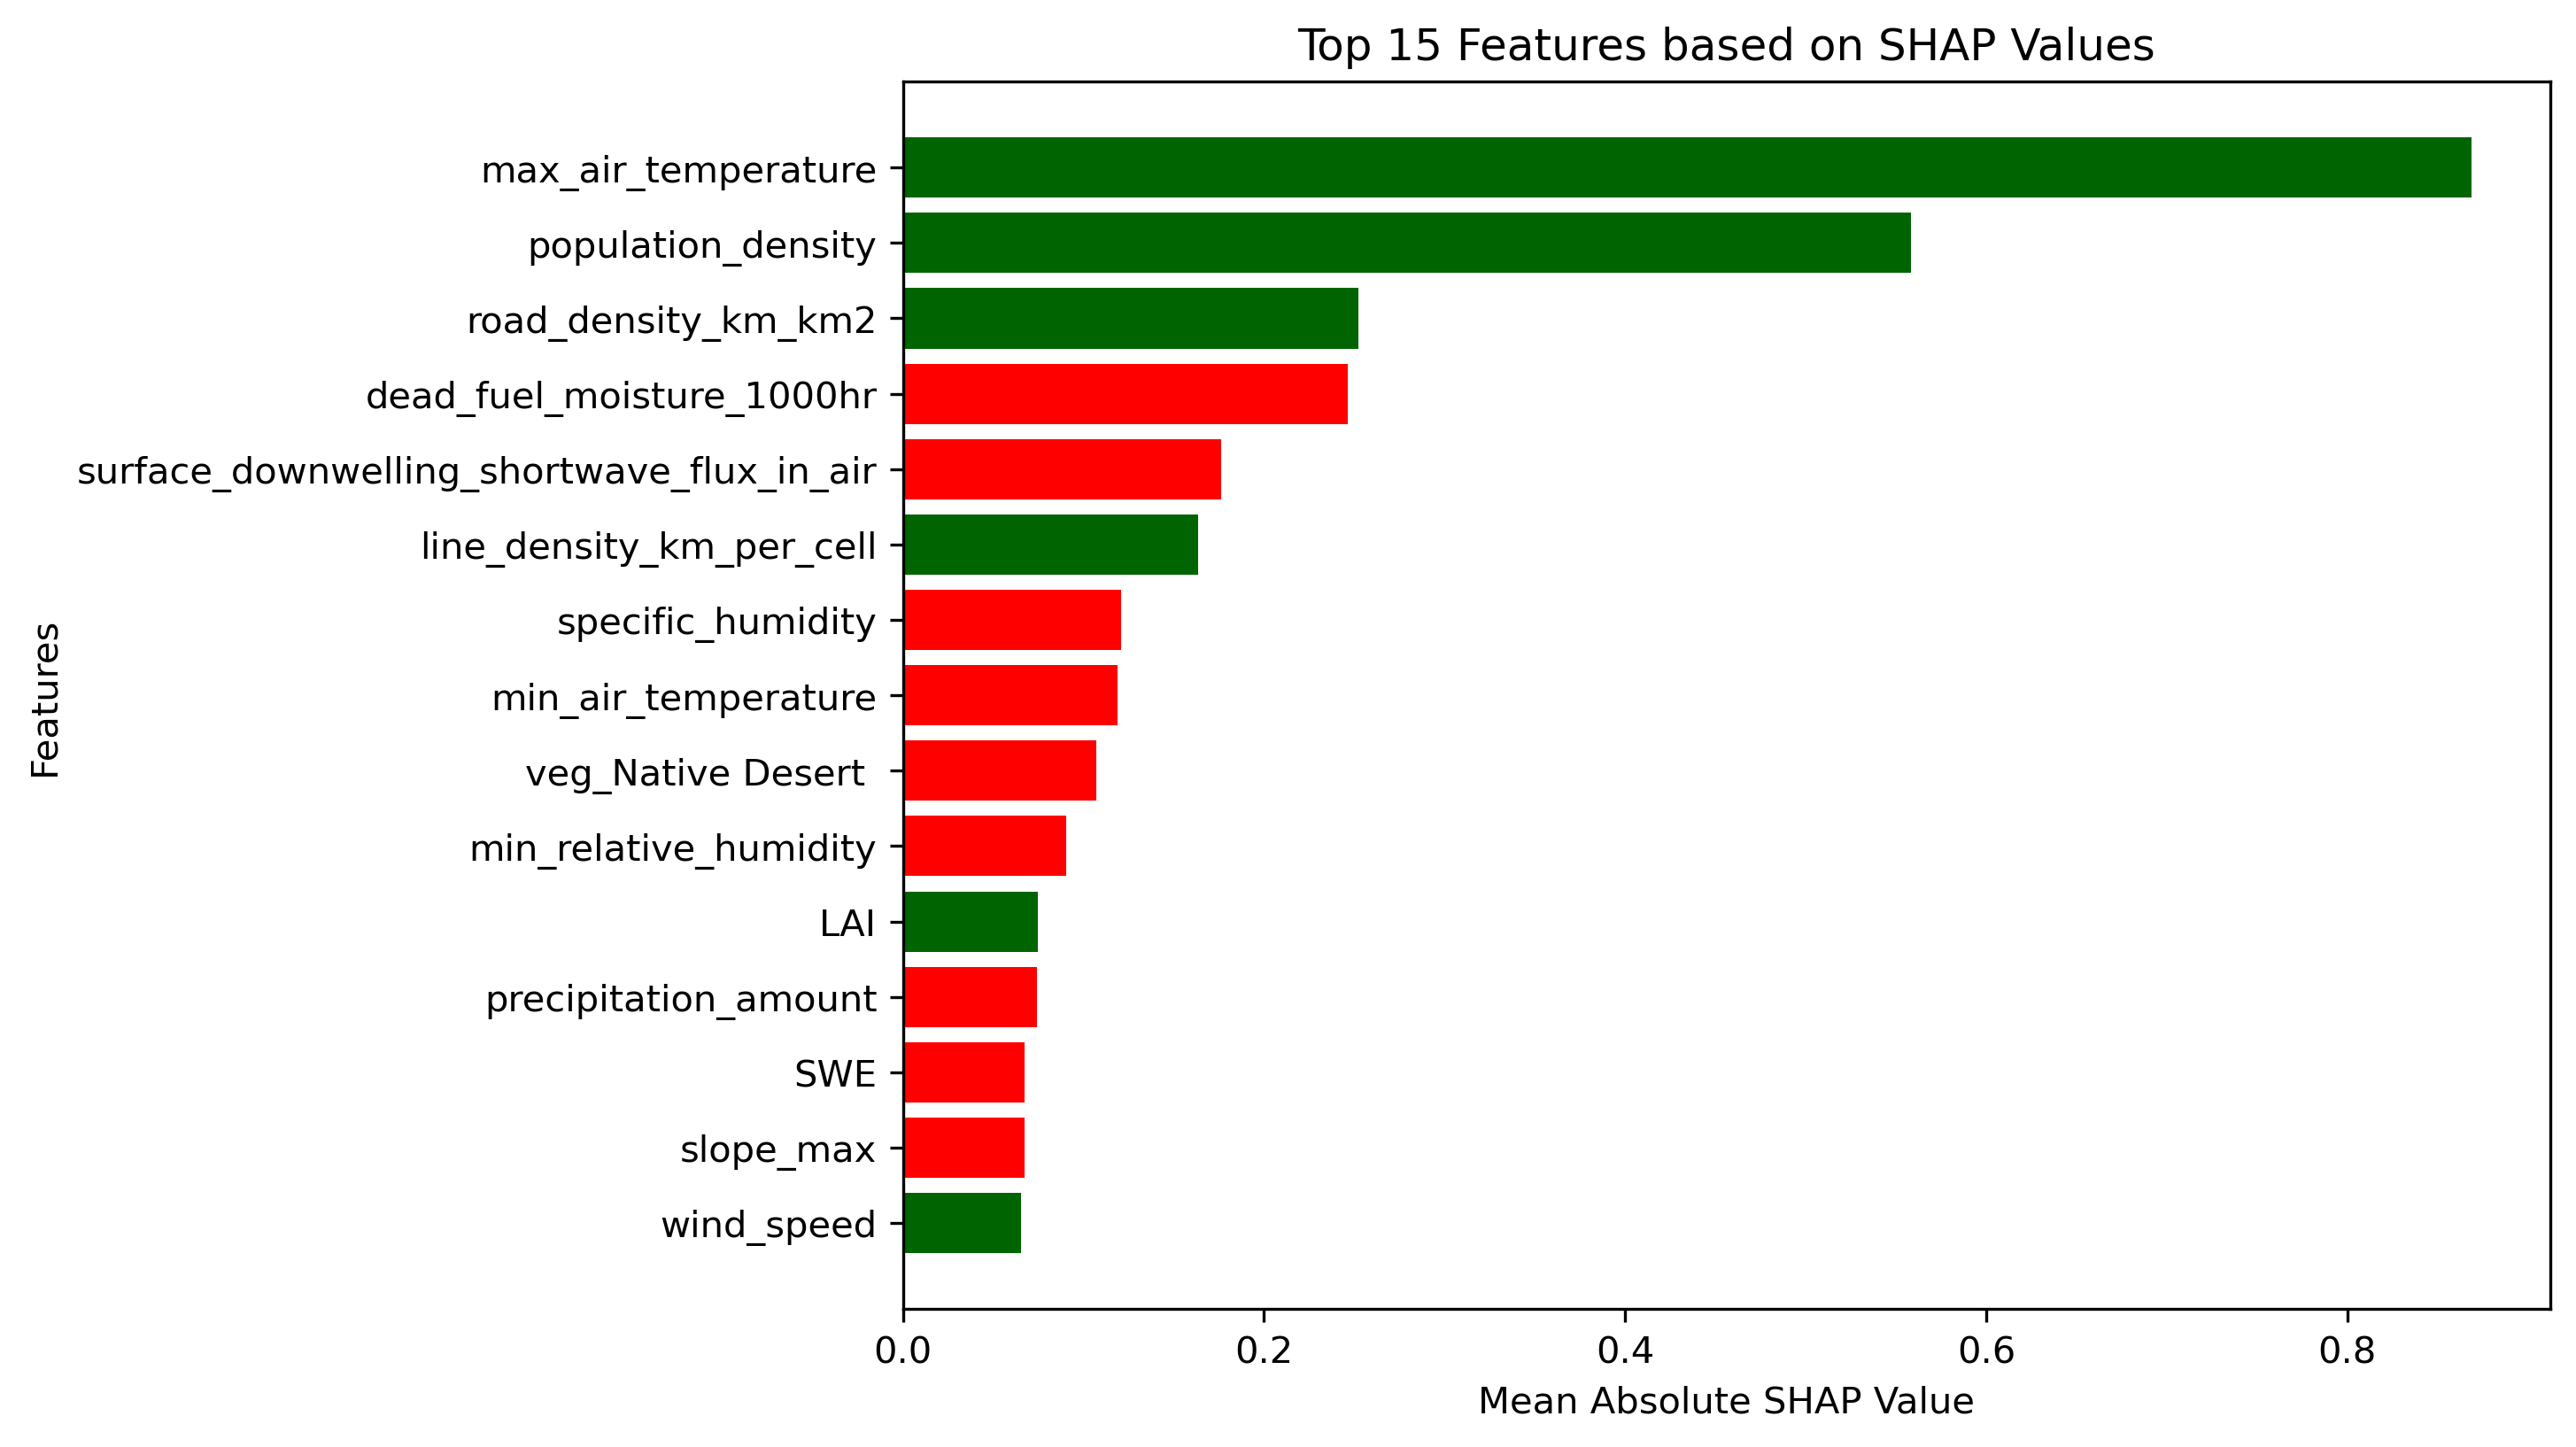 Top 15 Features based on SHAP Values
max_air_temperature
population_density
road_density_km_km2
dead_fuel_moisture_1000hr
surface_downwelling_shortwave_flux_in_air
line_density_km_per_cell
specific_humidity
min_air_temperature
veg_Native Desert
min_relative_humidity
LAI
precipitation_amount
SWE
slope_max
wind_speed
Features
0.0 0.2 0.4 0.6 0.8
Mean Absolute SHAP Value